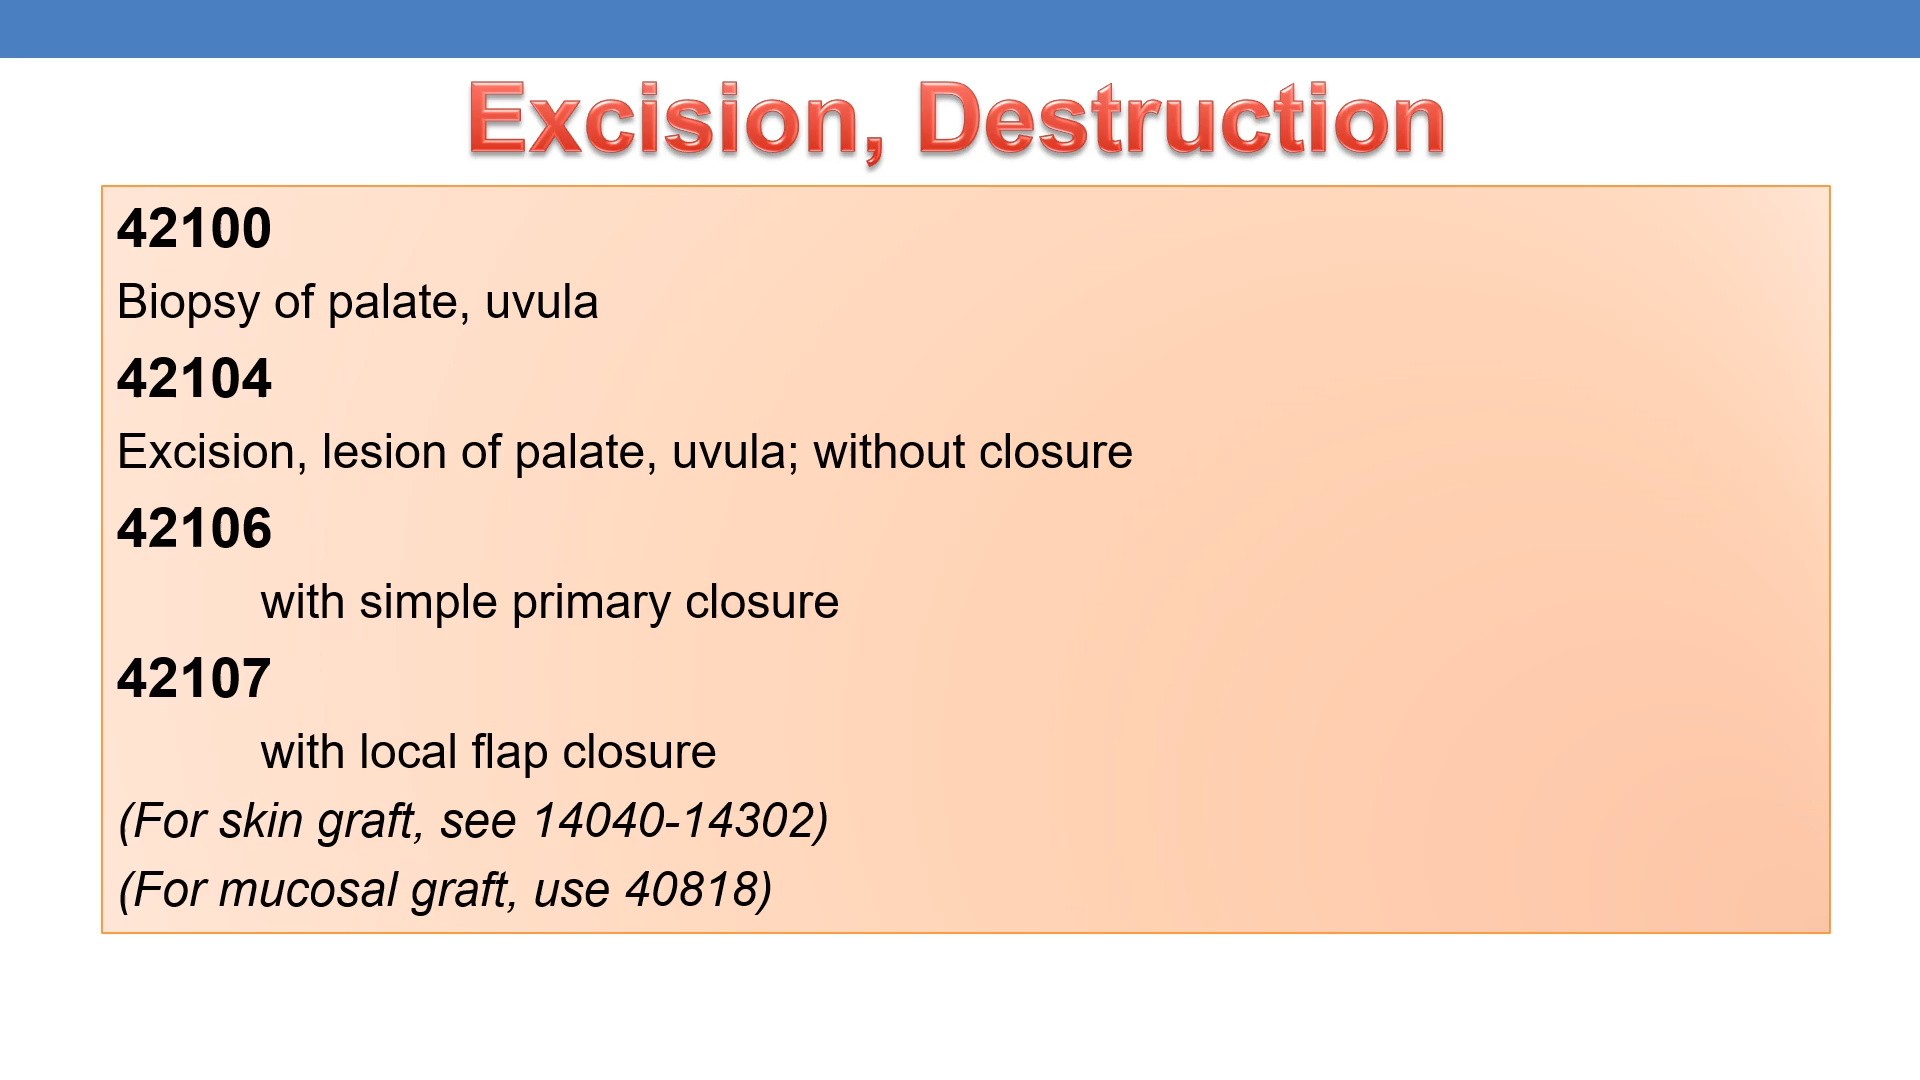 Excision, Destruction
42100
Biopsy of palate, uvula
42104
Excision, lesion of palate, uvula; without closure
42106
with simple primary closure
42107
with local flap closure
(For skin graft, see 14040-14302)
(For mucosal graft, use 40818)